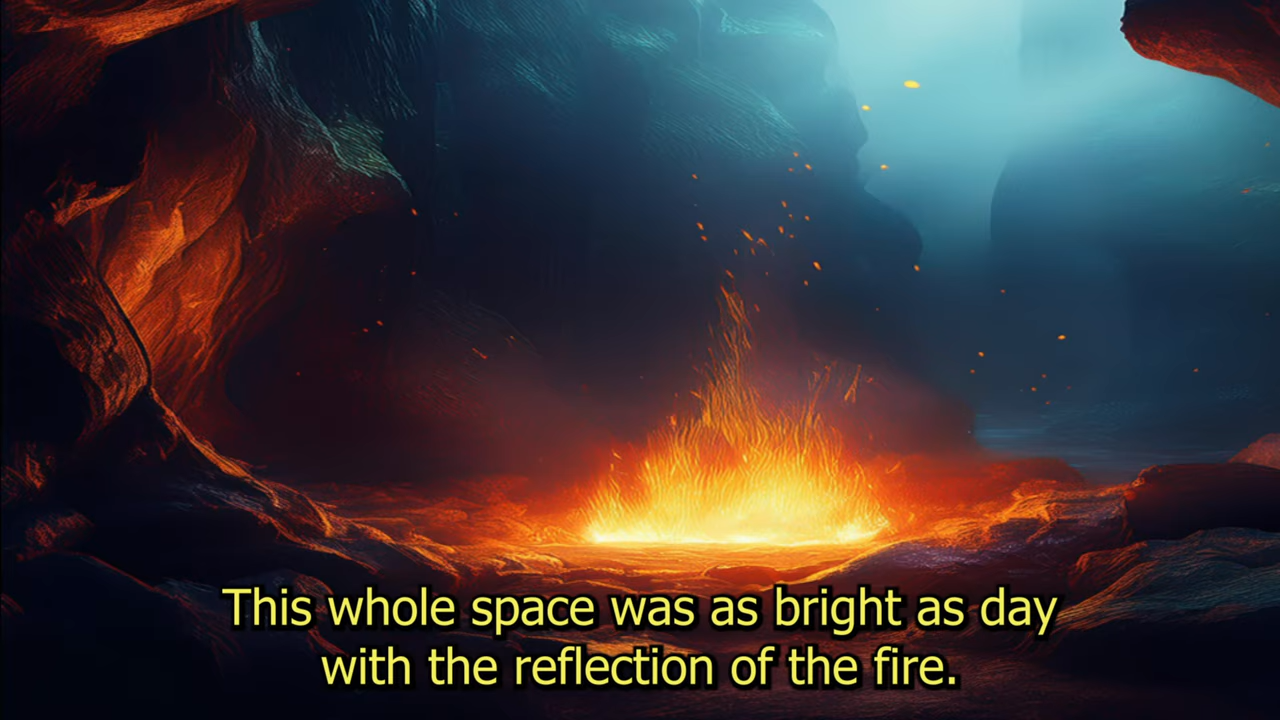 This whole space was as bright as day
with the reflection of the fire.